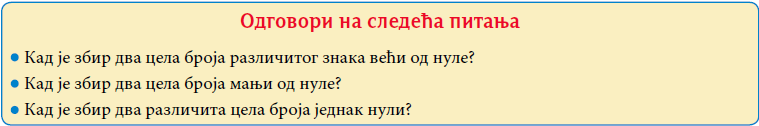 Одговори на следећа питања
● Кад је збир два цела броја различитог знака већи од нуле?
● Кад је збир два цела броја мањи од нуле?
● Кад је збир два различита цела броја једнак нули?